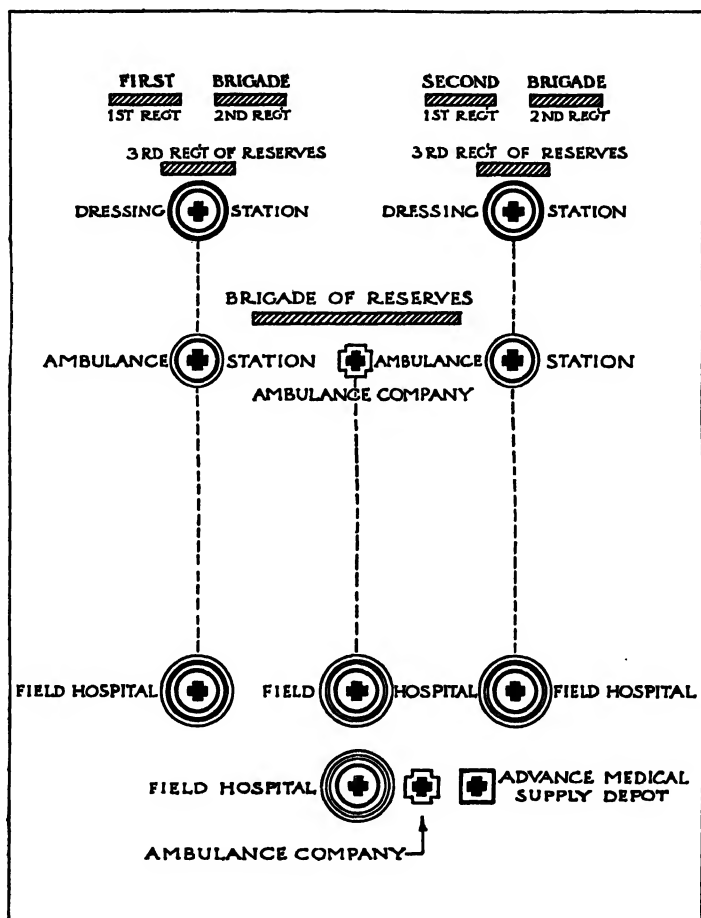 FIRST BRIGADE
1ST REGT 2ND REGT
3RD REGT OF RESERVES
DRESSING STATION
SECOND BRIGADE
1ST REGT 2ND REGT
3RD REGT OF RESERVES
DRESSING STATION
BRIGADE OF RESERVES
AMBULANCE STATION
AMBULANCE STATION
AMBULANCE COMPANY
FIELD HOSPITAL
FIELD HOSPITAL
FIELD HOSPITAL
FIELD HOSPITAL
ADVANCE MEDICAL
SUPPLY DEPOT
AMBULANCE COMPANY